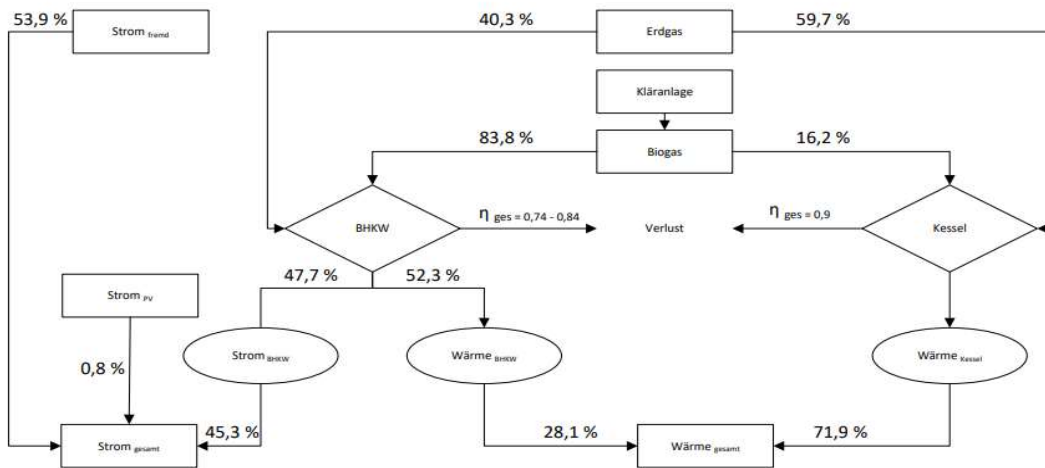 53,9 %
Strom fremd
40,3 %
Erdgas
59,7 %
Kläranlage
83,8 %
Biogas
16,2 %
BHKW
η ges = 0,74 - 0,84
Verlust
η ges = 0,9
Kessel
47,7 %
52,3 %
Strom PV
Strom BHKW
Wärme BHKW
Wärme Kessel
0,8 %
Strom gesamt
45,3 %
28,1 %
Wärme gesamt
71,9 %